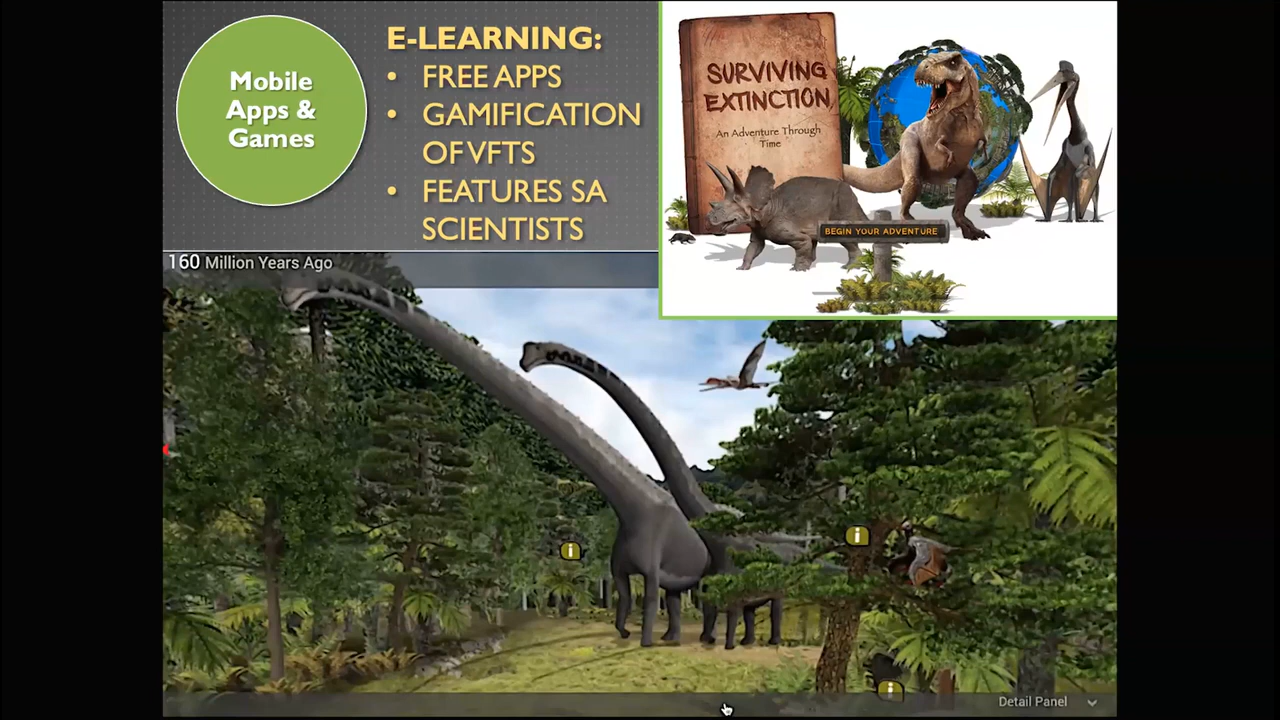 Mobile
Apps &
Games
E-LEARNING:
• FREE APPS
• GAMIFICATION
OF VFTS
• FEATURES SA
SCIENTISTS
SURVIVING
EXTINCTION
An Adventure Through
Time
BEGIN YOUR ADVENTURE
160 Million Years Ago
i
i
i
Detail Panel